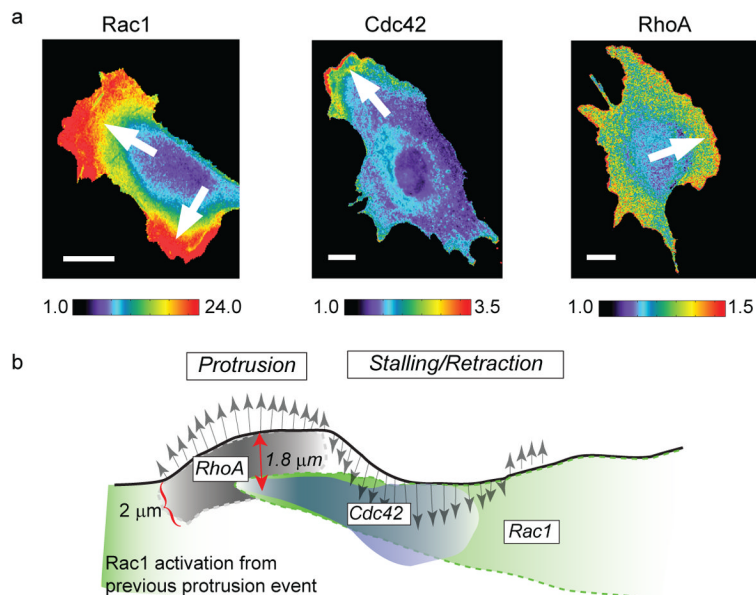 a
Rac1
Cdc42
RhoA
1.0
24.0
1.0
3.5
1.0
1.5
b
Protrusion
Stalling/Retraction
RhoA
1.8 μm
2 μm
Cdc42
Rac1
Rac1 activation from
previous protrusion event